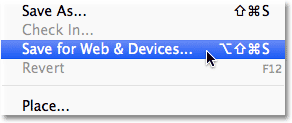 Save As... ⇧⌘S
Check In...
Save for Web & Devices... ⌥⇧⌘S
Revert F12
Place...